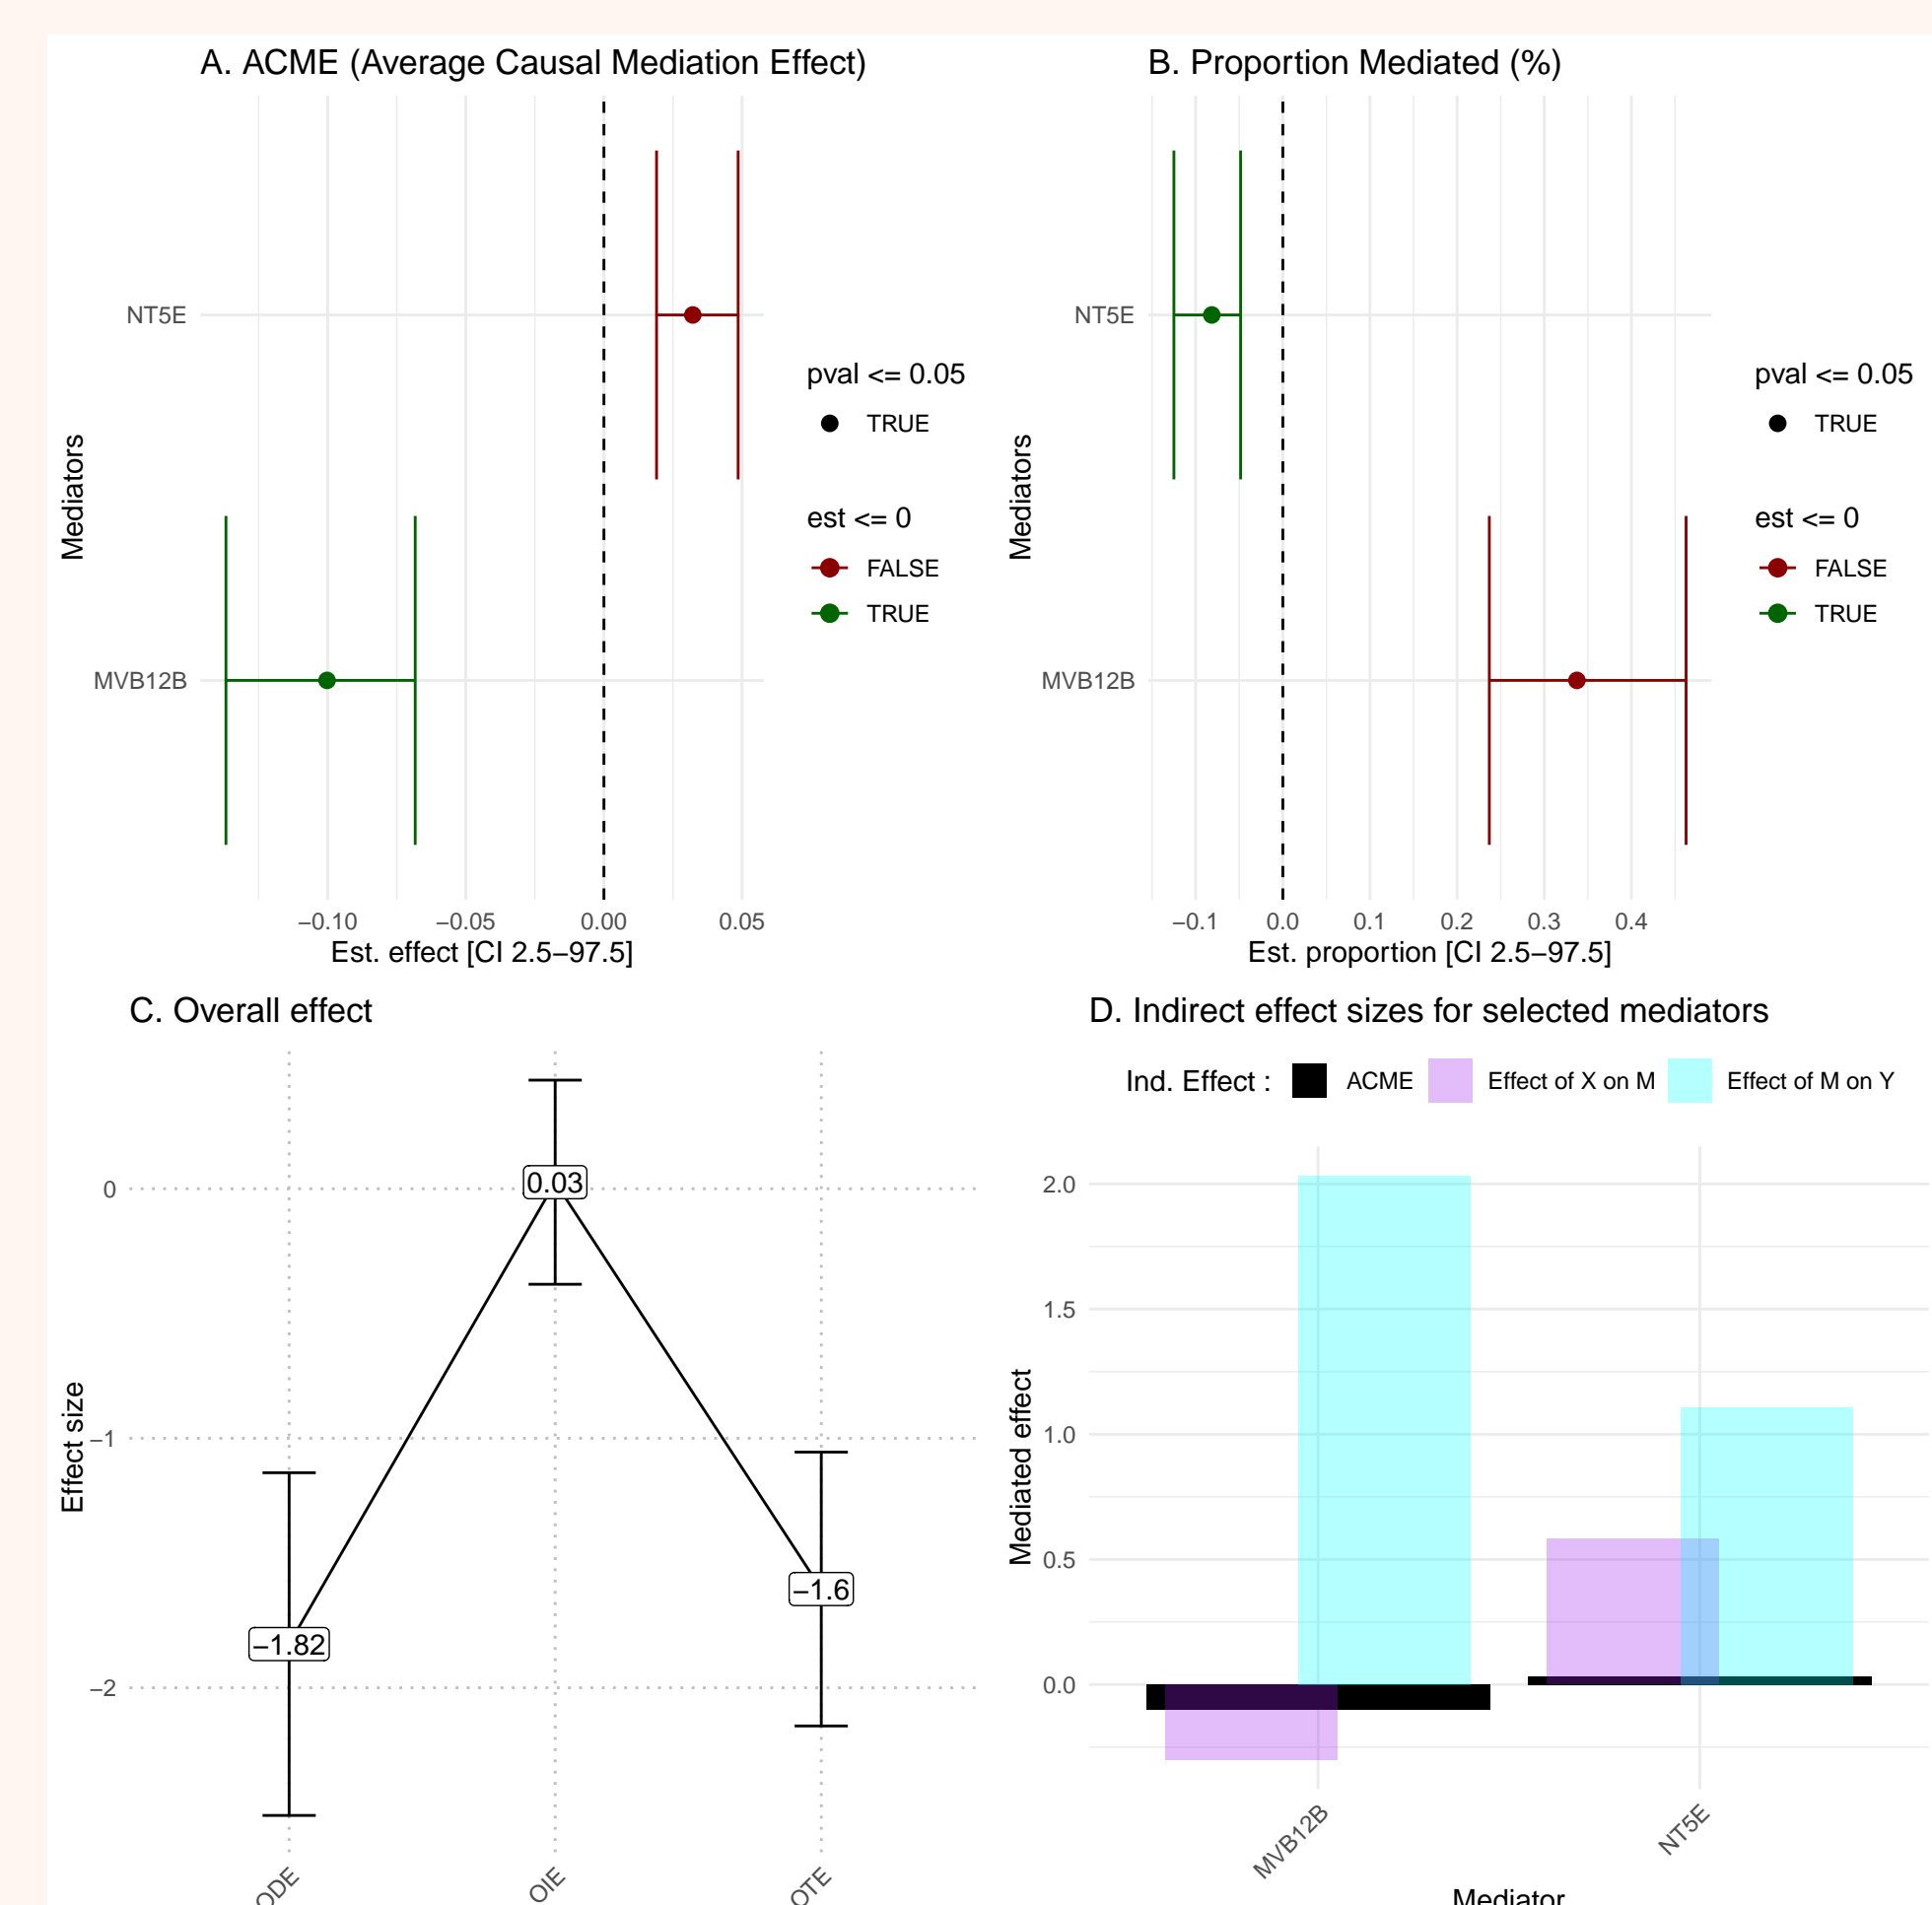 A. ACME (Average Causal Mediation Effect)
NT5E
MVB12B
Mediators
−0.10
−0.05
0.00
0.05
Est. effect [CI 2.5−97.5]
pval <= 0.05
TRUE
est <= 0
FALSE
TRUE
B. Proportion Mediated (%)
NT5E
MVB12B
Mediators
−0.1
0.0
0.1
0.2
0.3
0.4
Est. proportion [CI 2.5−97.5]
pval <= 0.05
TRUE
est <= 0
FALSE
TRUE
C. Overall effect
0
−1
−2
Effect size
−1.82
0.03
−1.6
ODE
OIE
OTE
D. Indirect effect sizes for selected mediators
Ind. Effect :
ACME
Effect of X on M
Effect of M on Y
2.0
1.5
1.0
0.5
0.0
Mediated effect
MVB12B
NT5E
Mediator